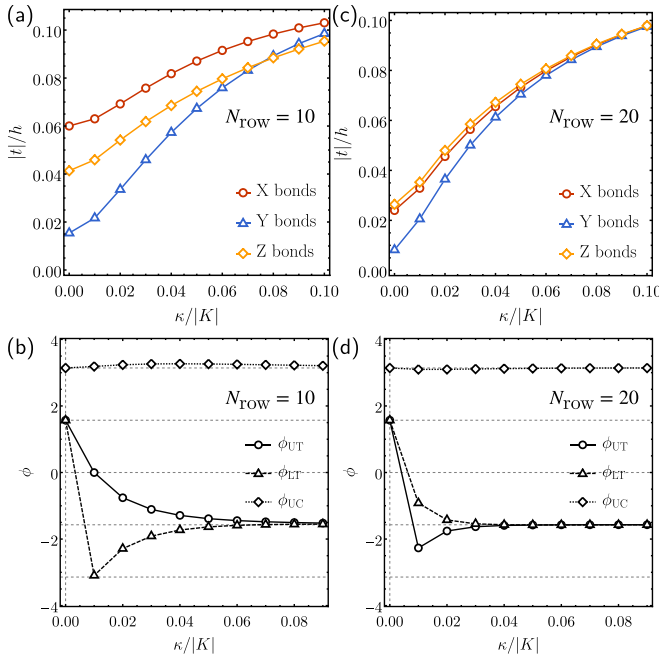 (a)
0.10
0.08
0.06
0.04
0.02
0.00
|t|/h
N_row = 10
X bonds
Y bonds
Z bonds
0.00 0.02 0.04 0.06 0.08 0.10
κ/|K|
(c)
0.10
0.08
0.06
0.04
0.02
0.00
|t|/h
N_row = 20
X bonds
Y bonds
Z bonds
0.00 0.02 0.04 0.06 0.08 0.10
κ/|K|
(b)
4
2
0
−2
−4
ϕ
N_row = 10
ϕ_UT
ϕ_LT
ϕ_UC
0.00 0.02 0.04 0.06 0.08
κ/|K|
(d)
4
2
0
−2
−4
ϕ
N_row = 20
ϕ_UT
ϕ_LT
ϕ_UC
0.00 0.02 0.04 0.06 0.08
κ/|K|